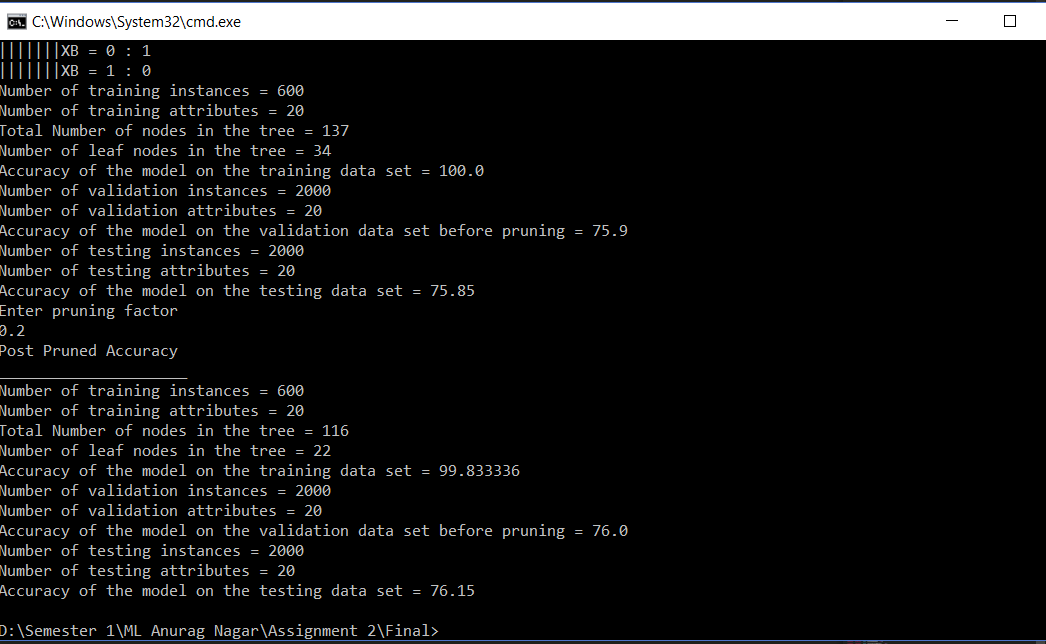 C:\Windows\System32\cmd.exe
|||||||XB = 0 : 1
|||||||XB = 1 : 0
Number of training instances = 600
Number of training attributes = 20
Total Number of nodes in the tree = 137
Number of leaf nodes in the tree = 34
Accuracy of the model on the training data set = 100.0
Number of validation instances = 2000
Number of validation attributes = 20
Accuracy of the model on the validation data set before pruning = 75.9
Number of testing instances = 2000
Number of testing attributes = 20
Accuracy of the model on the testing data set = 75.85
Enter pruning factor
0.2
Post Pruned Accuracy
_____________________
Number of training instances = 600
Number of training attributes = 20
Total Number of nodes in the tree = 116
Number of leaf nodes in the tree = 22
Accuracy of the model on the training data set = 99.833336
Number of validation instances = 2000
Number of validation attributes = 20
Accuracy of the model on the validation data set before pruning = 76.0
Number of testing instances = 2000
Number of testing attributes = 20
Accuracy of the model on the testing data set = 76.15
D:\Semester 1\ML Anurag Nagar\Assignment 2\Final>